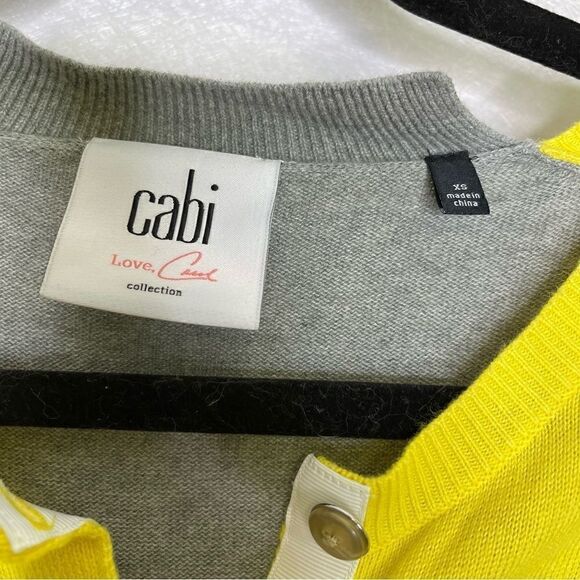 cabi
Love, Carol
collection
xs
made in
china